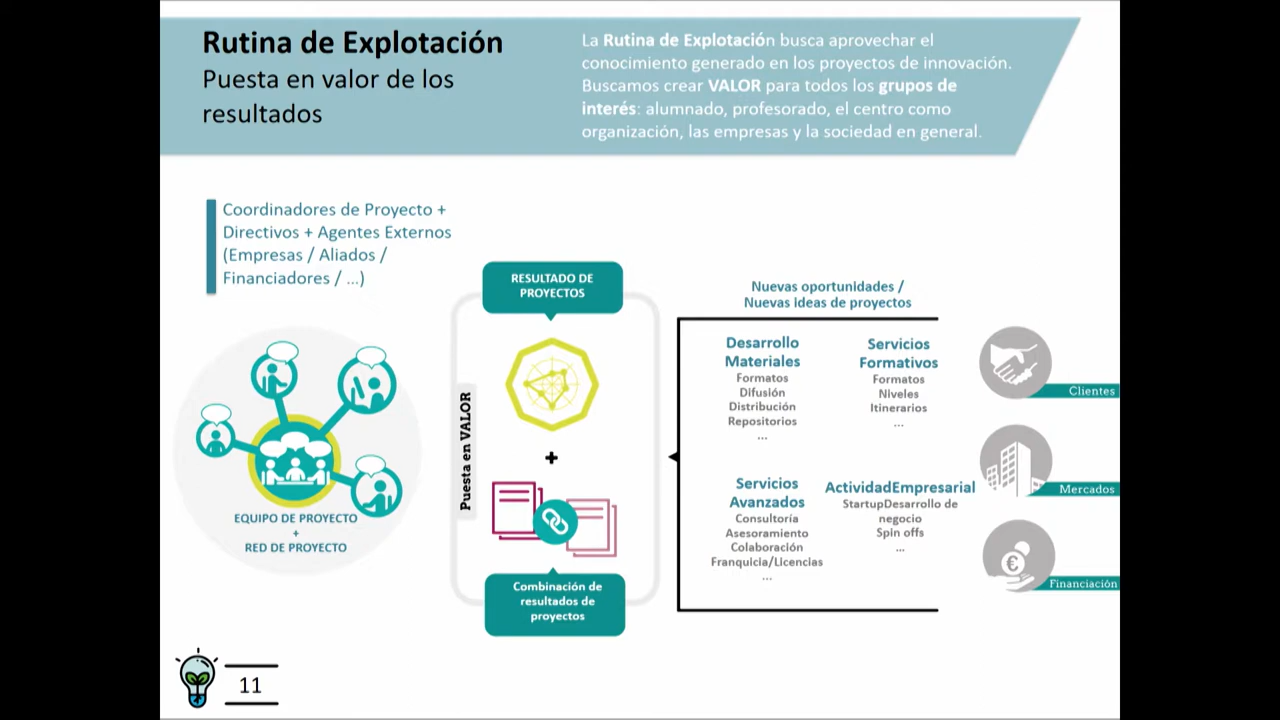 Rutina de Explotación
Puesta en valor de los
resultados
La Rutina de Explotación busca aprovechar el
conocimiento generado en los proyectos de innovación.
Buscamos crear VALOR para todos los grupos de
interés: alumnado, profesorado, el centro como
organización, las empresas y la sociedad en general.
Coordinadores de Proyecto +
Directivos + Agentes Externos
(Empresas / Aliados /
Financiadores / ...)
EQUIPO DE PROYECTO
+
RED DE PROYECTO
Puesta en VALOR
RESULTADO DE
PROYECTOS
+
Combinación de
resultados de
proyectos
Nuevas oportunidades /
Nuevas ideas de proyectos
Desarrollo
Materiales
Formatos
Difusión
Distribución
Repositorios
...
Servicios
Formativos
Formatos
Niveles
Itinerarios
...
Servicios
Avanzados
Consultoría
Asesoramiento
Colaboración
Franquicia/Licencias
...
ActividadEmpresarial
StartupDesarrollo de
negocio
Spin offs
...
Clientes
Mercados
€
Financiación
11